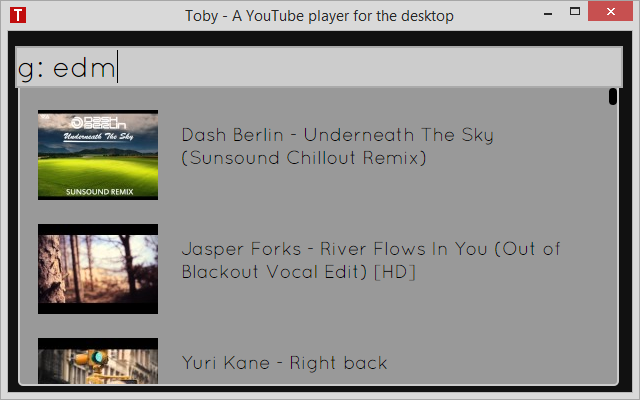 T Toby - A YouTube player for the desktop
g: edm
DASH BERLIN
Underneath The Sky
SUNSOUND REMIX
Dash Berlin - Underneath The Sky
(Sunsound Chillout Remix)
Jasper Forks - River Flows In You (Out of
Blackout Vocal Edit) [HD]
Yuri Kane - Right back